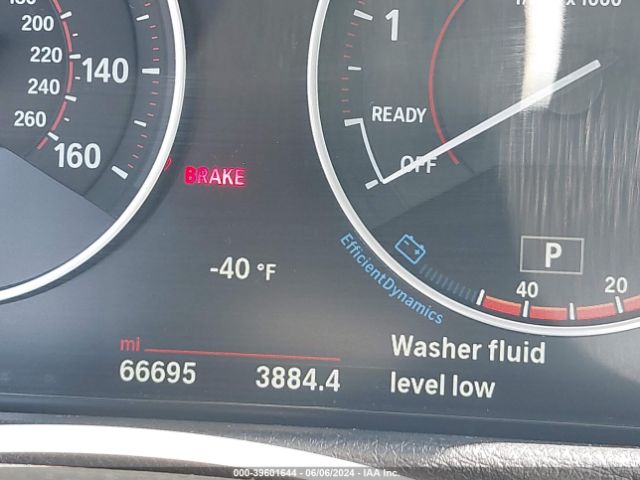 200
220
240
260
140
160
1
READY
OFF
BRAKE
-40 °F
EfficientDynamics
P
40
20
mi
66695
3884.4
Washer fluid
level low
000-39601644 - 06/06/2024 - IAA Inc.